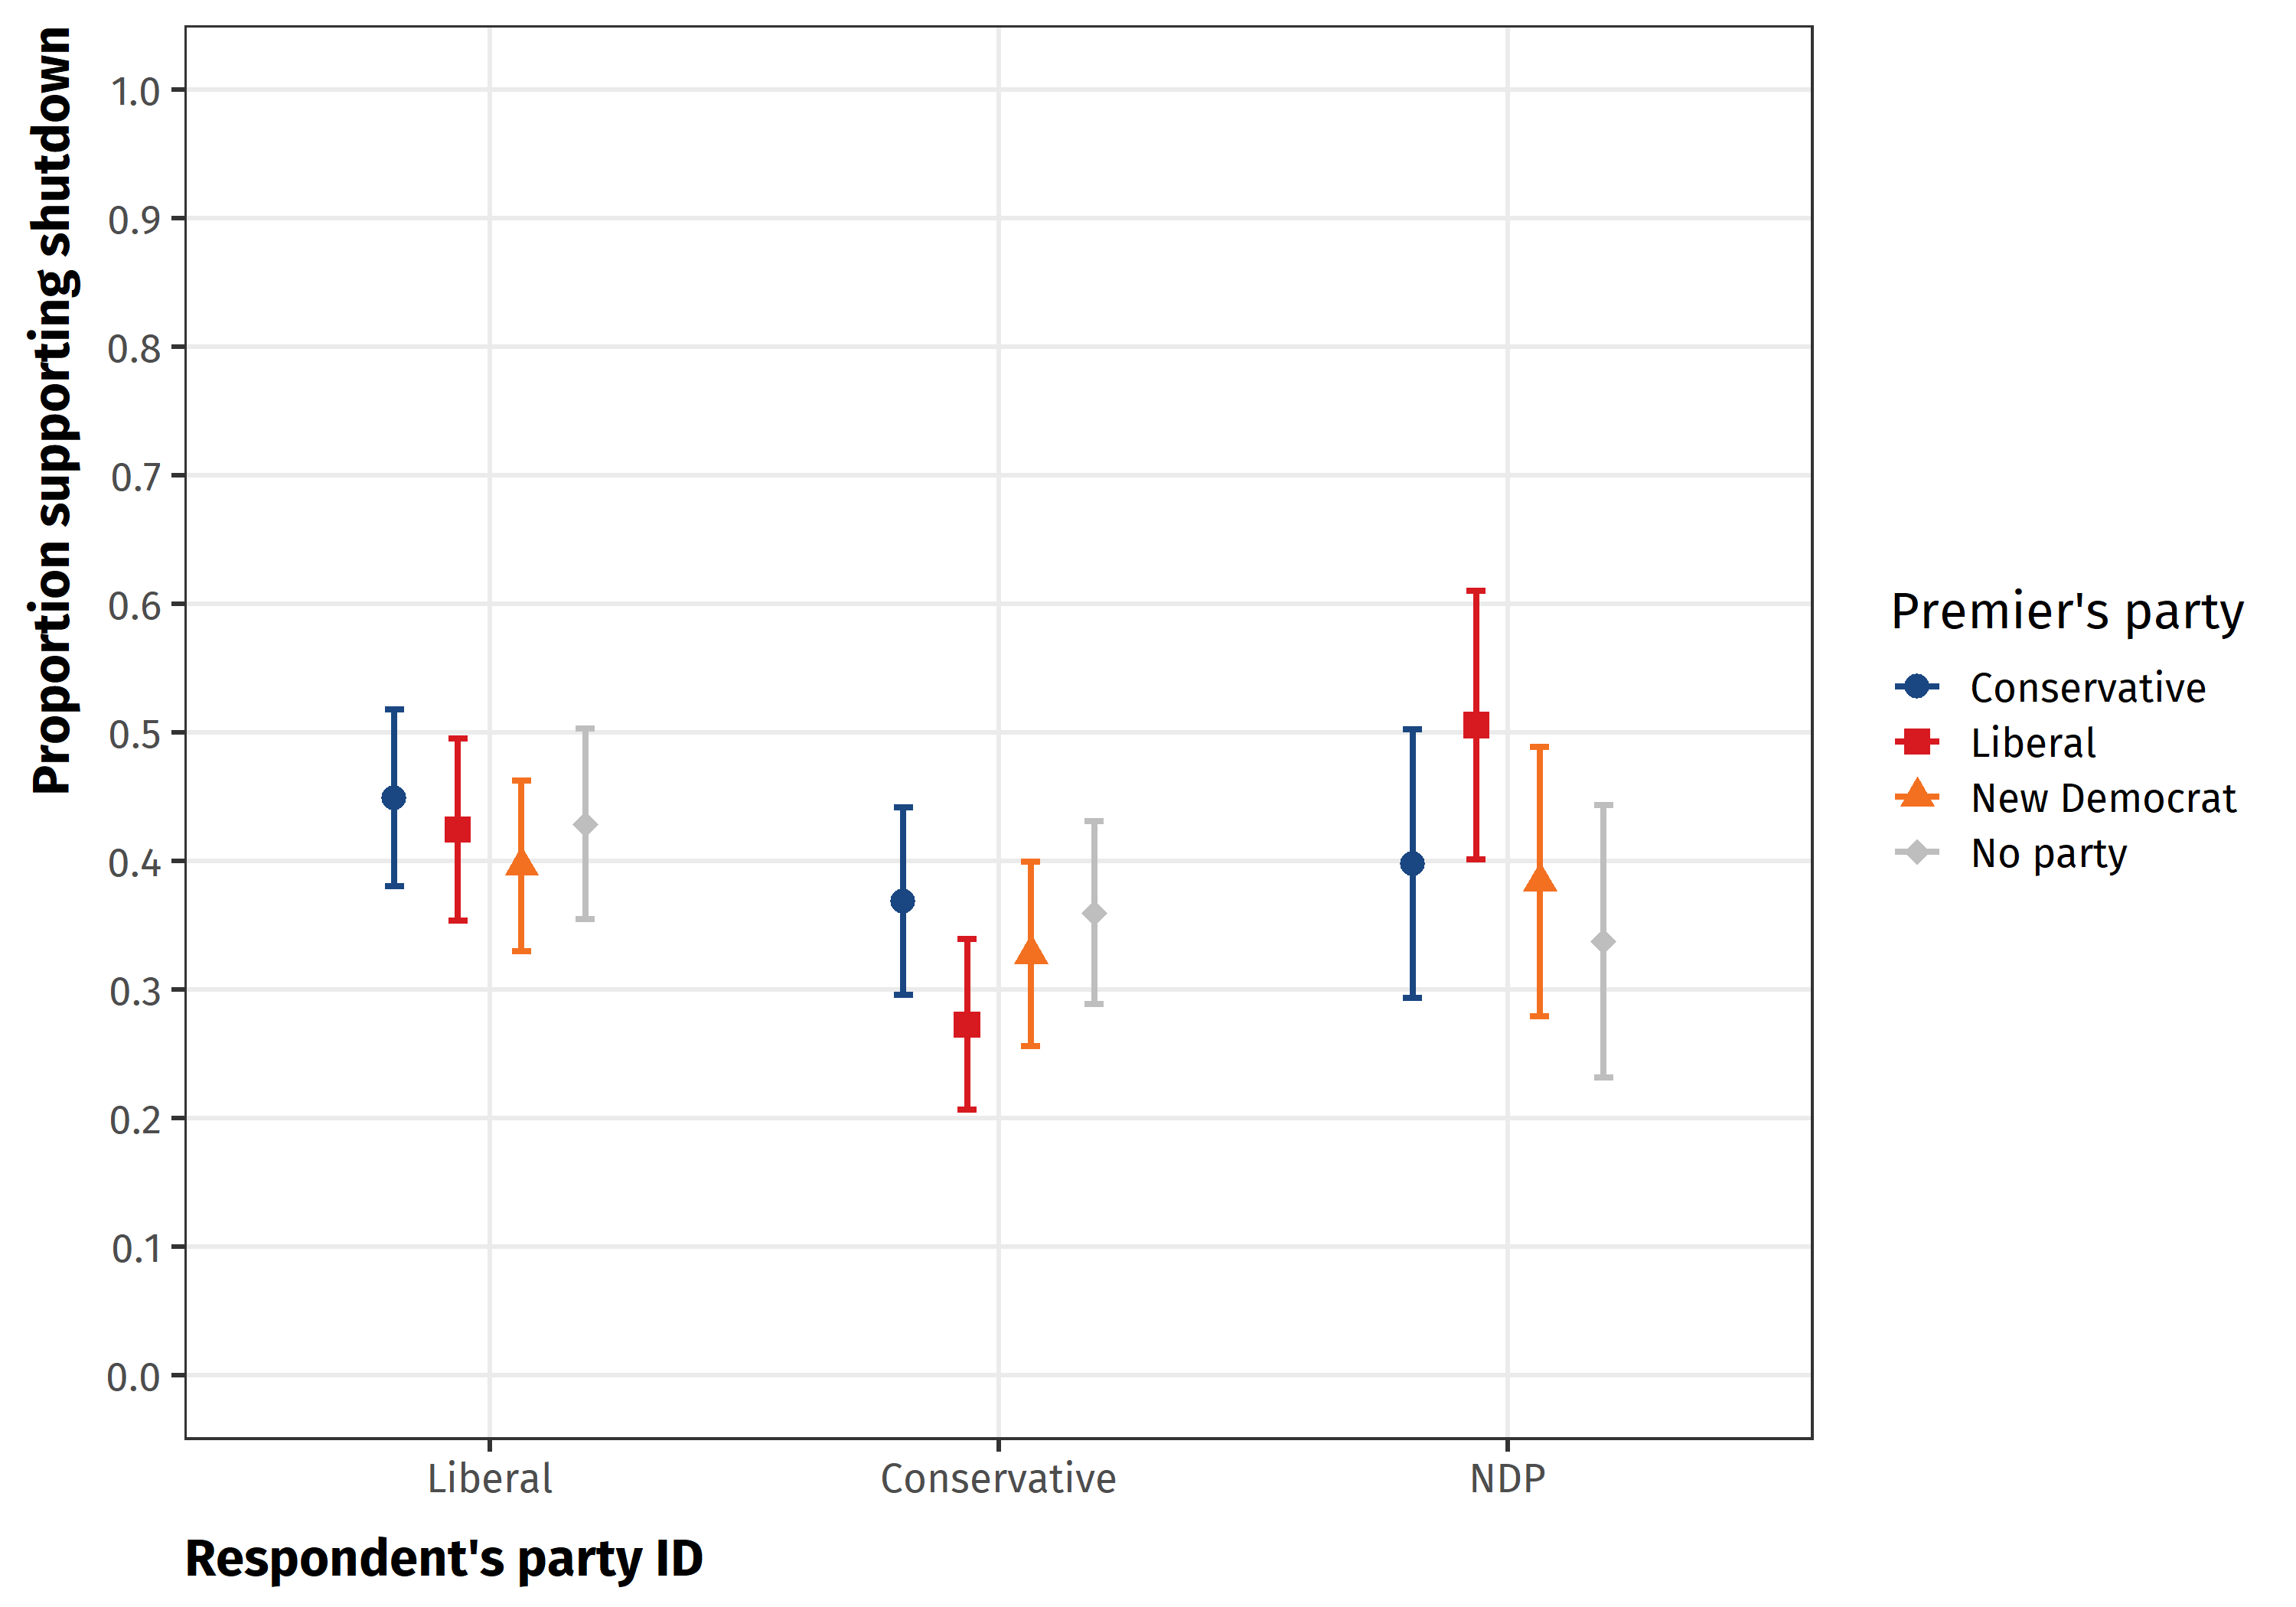 Proportion supporting shutdown
1.0
0.9
0.8
0.7
0.6
0.5
0.4
0.3
0.2
0.1
0.0
Liberal
Conservative
NDP
Respondent's party ID
Premier's party
Conservative
Liberal
New Democrat
No party